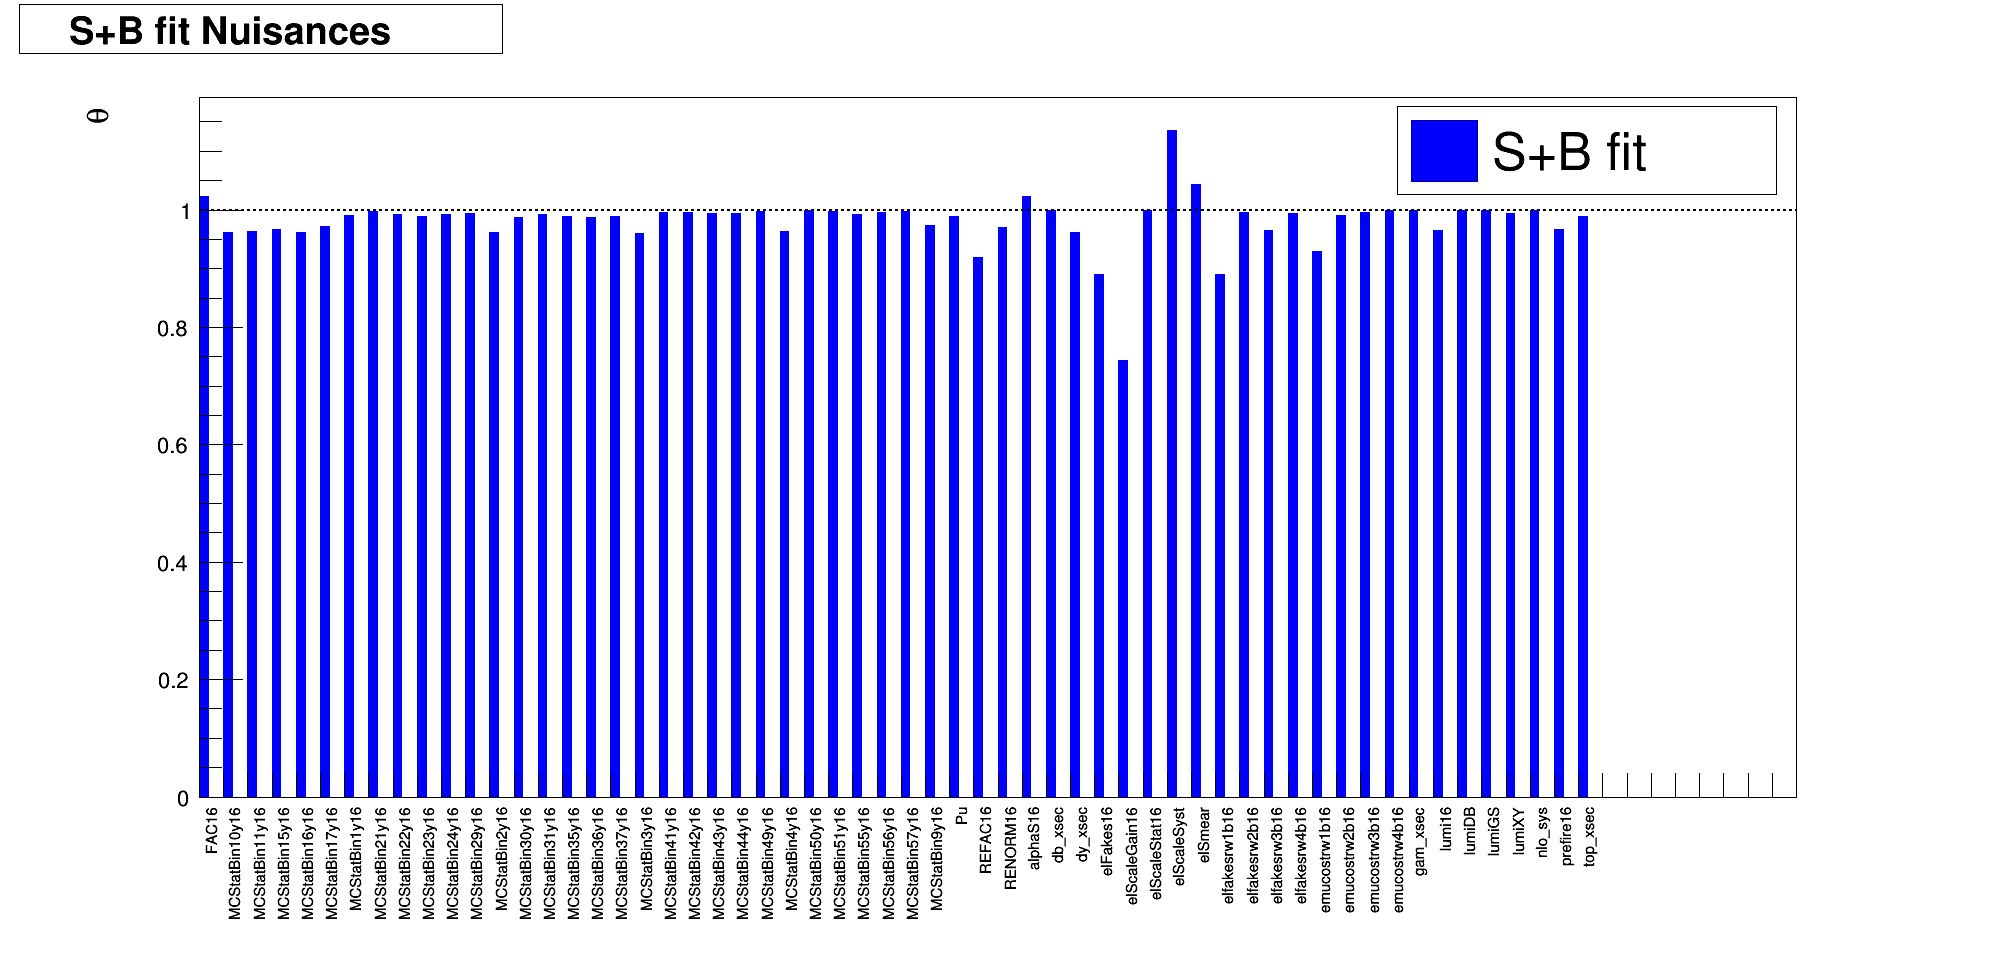 S+B fit Nuisances
θ
S+B fit
1
0.8
0.6
0.4
0.2
0
FAC16
MCStatBin10y16
MCStatBin11y16
MCStatBin15y16
MCStatBin16y16
MCStatBin17y16
MCStatBin1y16
MCStatBin21y16
MCStatBin22y16
MCStatBin23y16
MCStatBin24y16
MCStatBin29y16
MCStatBin2y16
MCStatBin30y16
MCStatBin31y16
MCStatBin35y16
MCStatBin36y16
MCStatBin37y16
MCStatBin3y16
MCStatBin41y16
MCStatBin42y16
MCStatBin43y16
MCStatBin44y16
MCStatBin49y16
MCStatBin4y16
MCStatBin50y16
MCStatBin51y16
MCStatBin55y16
MCStatBin56y16
MCStatBin57y16
MCStatBin9y16
Pu
REFAC16
RENORM16
alphaS16
db_xsec
dy_xsec
elFakes16
elScaleGain16
elScaleStat16
elScaleSyst
elSmear
elfakesrw1b16
elfakesrw2b16
elfakesrw3b16
elfakesrw4b16
emucostrw1b16
emucostrw2b16
emucostrw3b16
emucostrw4b16
gam_xsec
lumi16
lumiDB
lumiGS
lumiXY
nlo_sys
prefire16
top_xsec